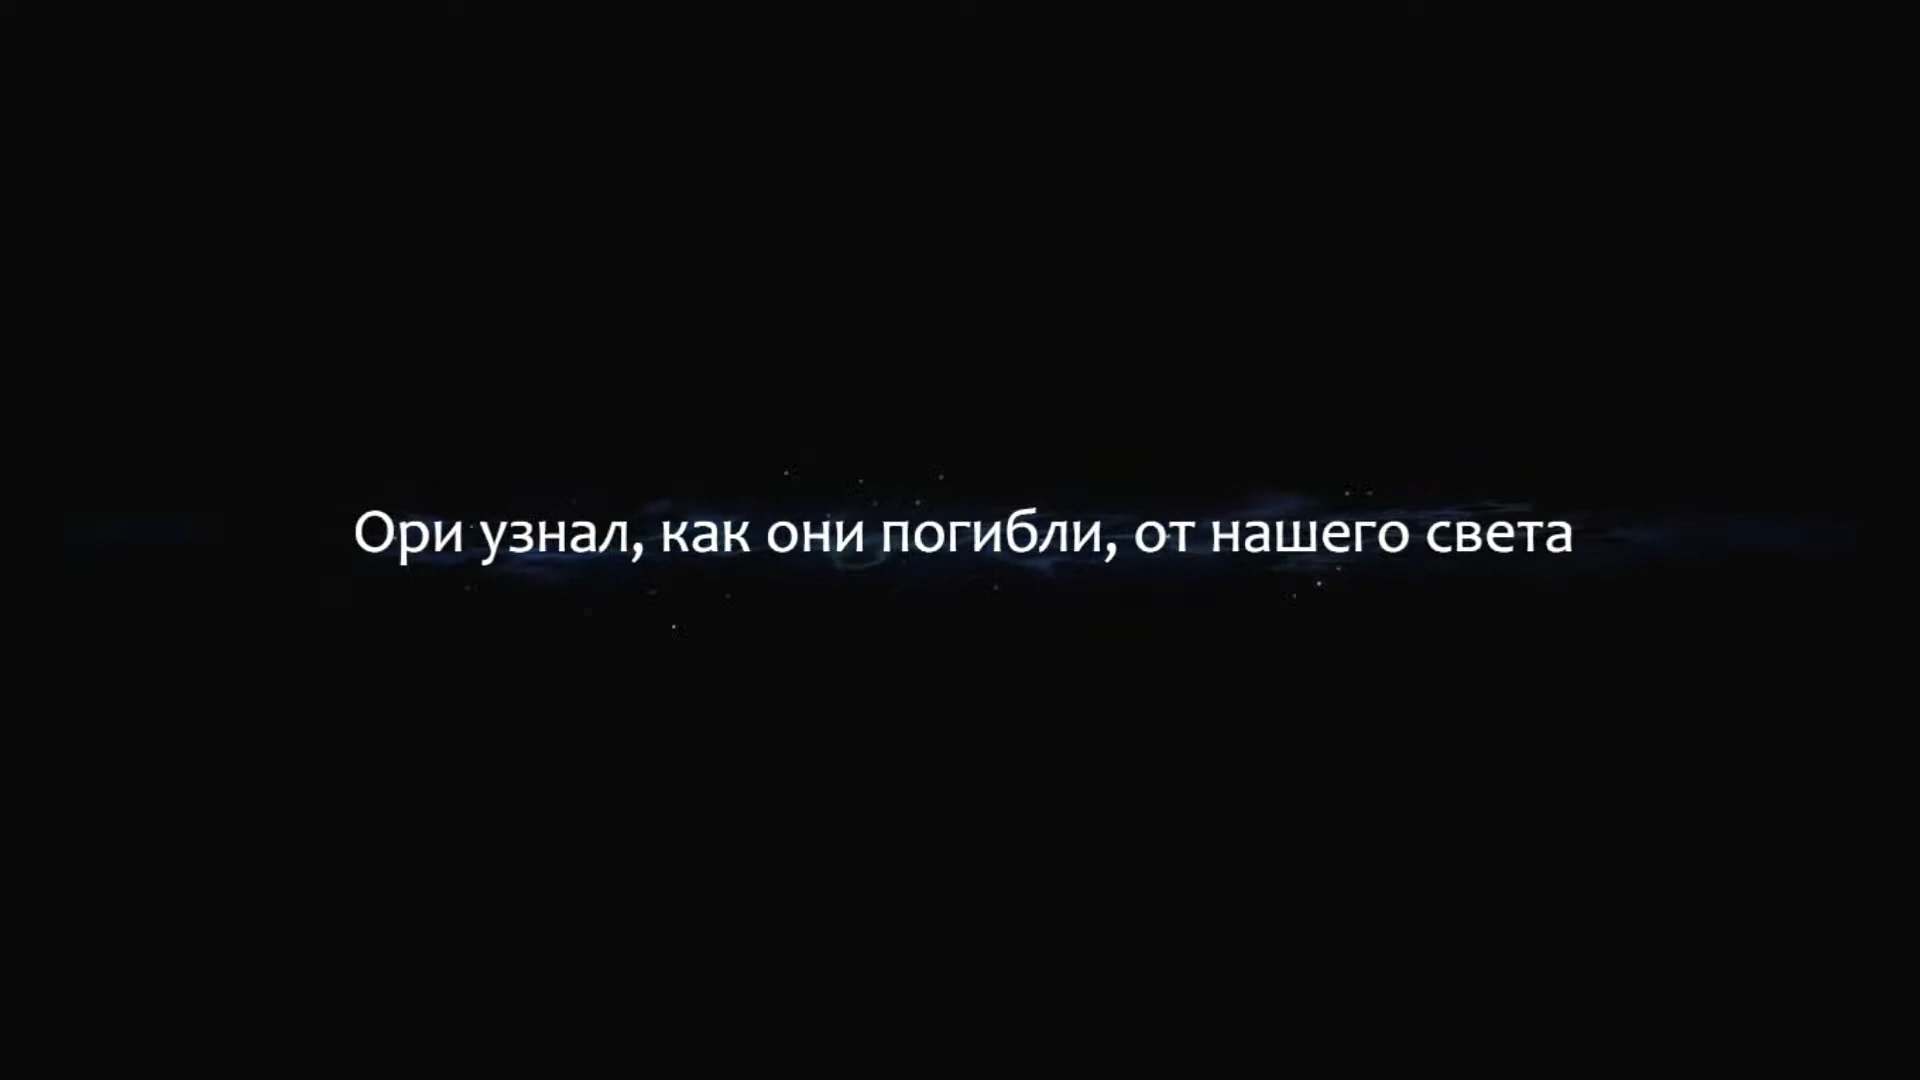 Ори узнал, как они погибли, от нашего света